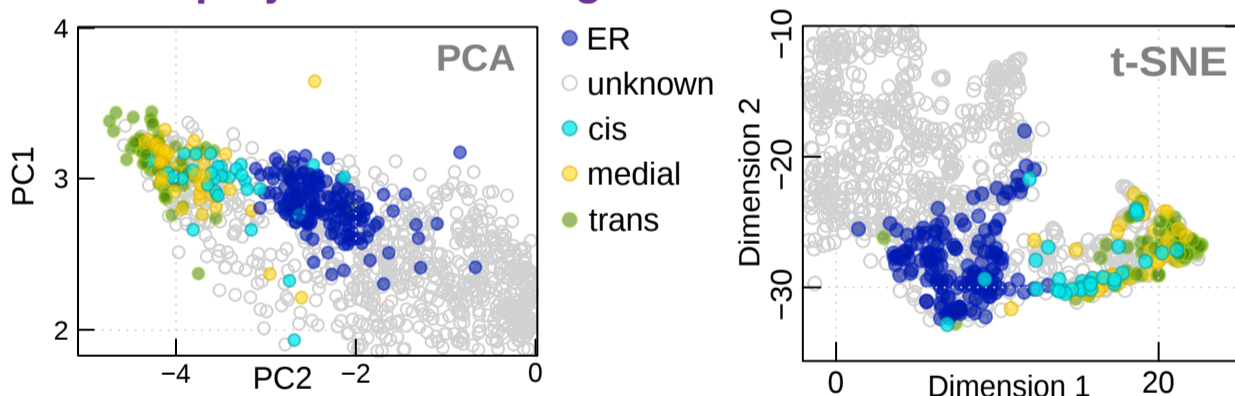 PCA
4
3
2
PC1
−4
−2
0
PC2
ER
unknown
cis
medial
trans
t-SNE
−10
−20
−30
Dimension 2
0
20
Dimension 1